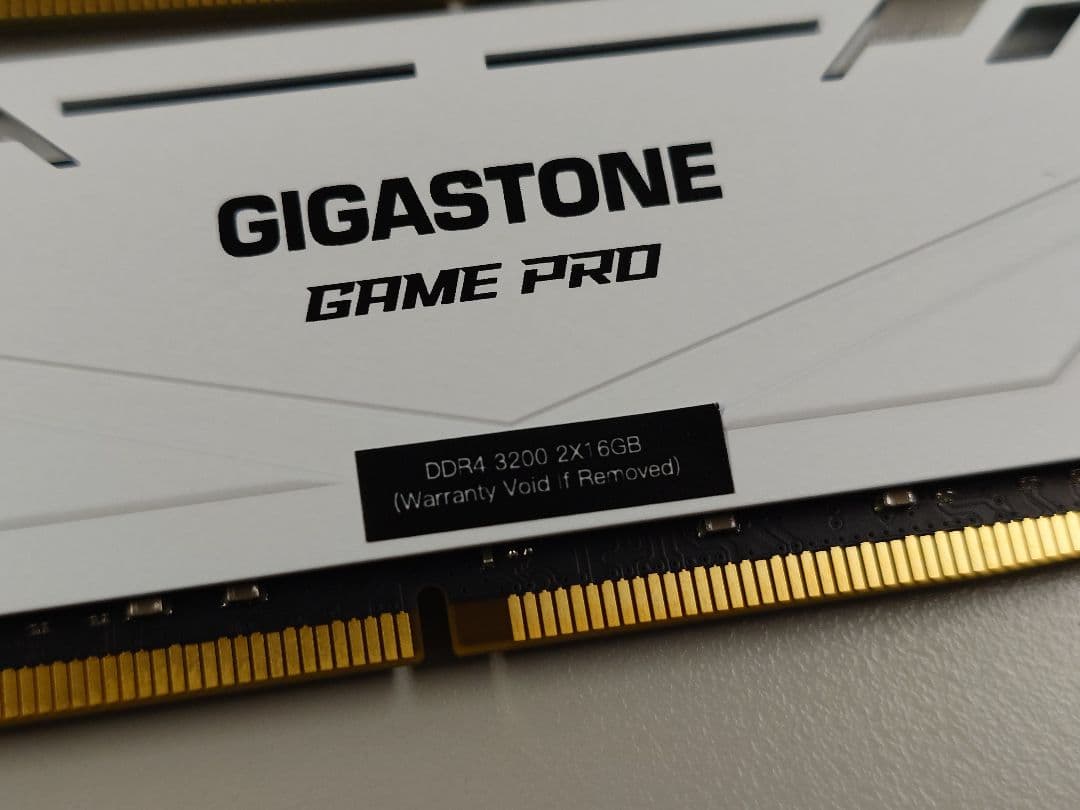 GIGASTONE
GAME PRO
DDR4 3200 2X16GB
(Warranty Void If Removed)